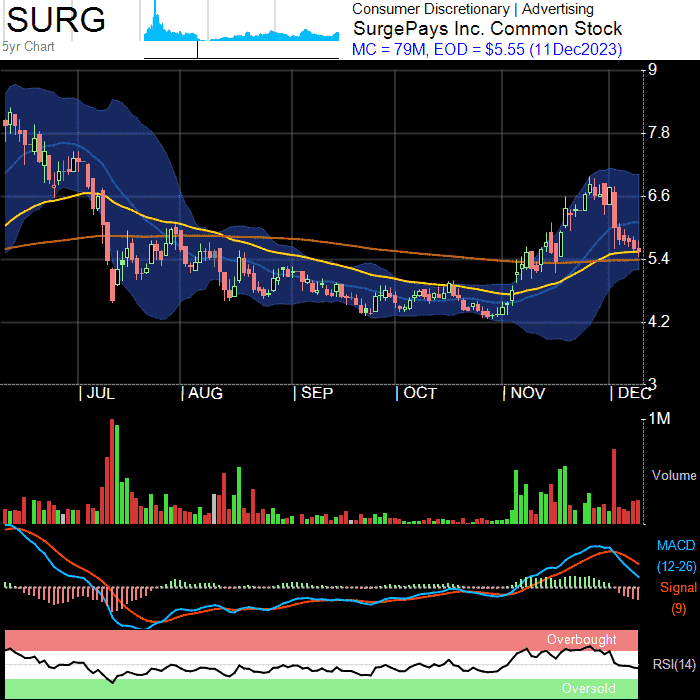 SURG
5yr Chart
Consumer Discretionary | Advertising
SurgePays Inc. Common Stock
MC = 79M, EOD = $5.55 (11Dec2023)
9
7.8
6.6
5.4
4.2
3
JUL AUG SEP OCT NOV DEC
1M
Volume
MACD
(12-26)
Signal
(9)
Overbought
RSI(14)
Oversold